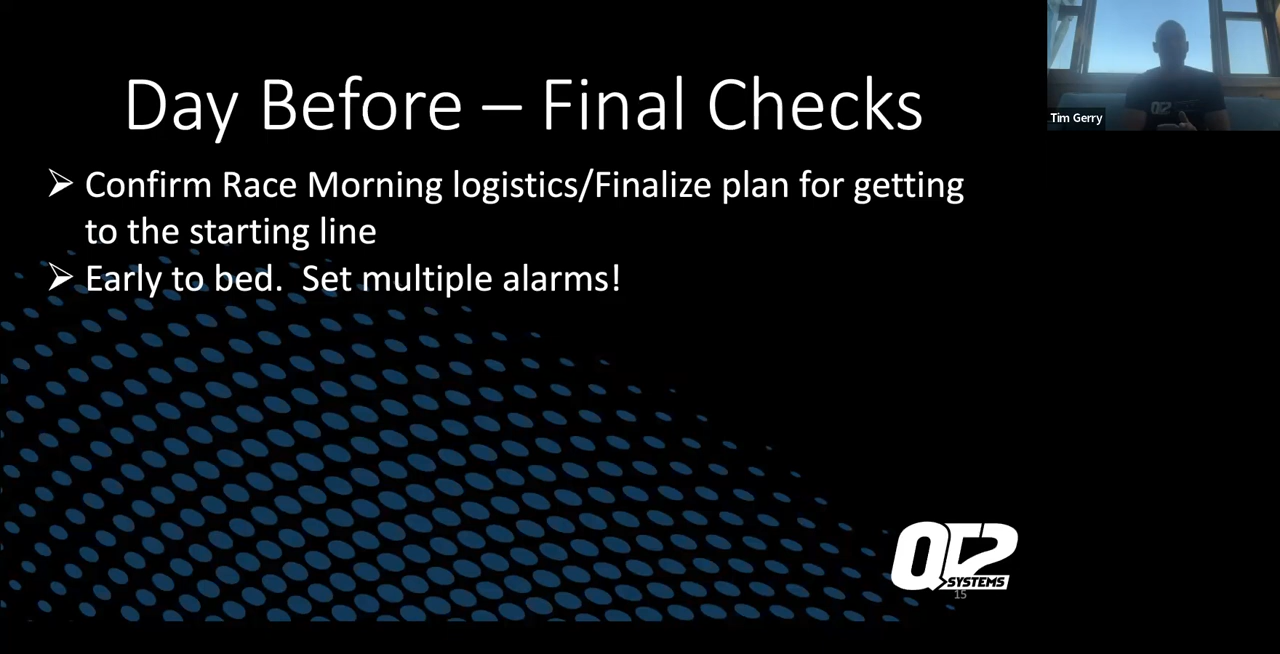 Day Before – Final Checks
Tim Gerry
➢ Confirm Race Morning logistics/Finalize plan for getting
to the starting line
➢ Early to bed.  Set multiple alarms!
QT2
SYSTEMS
15